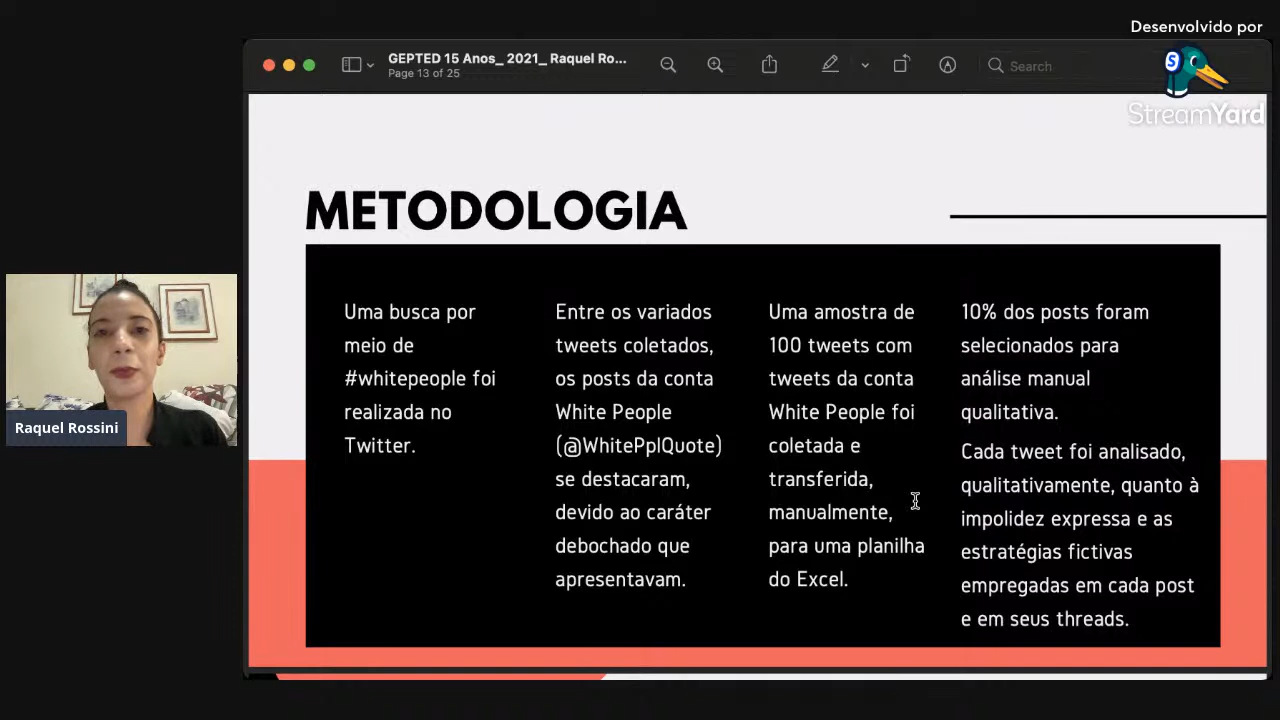 Desenvolvido por
StreamYard
GEPTED 15 Anos_ 2021_ Raquel Ro...
Page 13 of 25
Search
METODOLOGIA
Uma busca por
meio de
#whitepeople foi
realizada no
Twitter.
Entre os variados
tweets coletados,
os posts da conta
White People
(@WhitePplQuote)
se destacaram,
devido ao caráter
debochado que
apresentavam.
Uma amostra de
100 tweets com
tweets da conta
White People foi
coletada e
transferida,
manualmente,
para uma planilha
do Excel.
10% dos posts foram
selecionados para
análise manual
qualitativa.
Cada tweet foi analisado,
qualitativamente, quanto à
impolidez expressa e as
estratégias fictivas
empregadas em cada post
e em seus threads.
Raquel Rossini